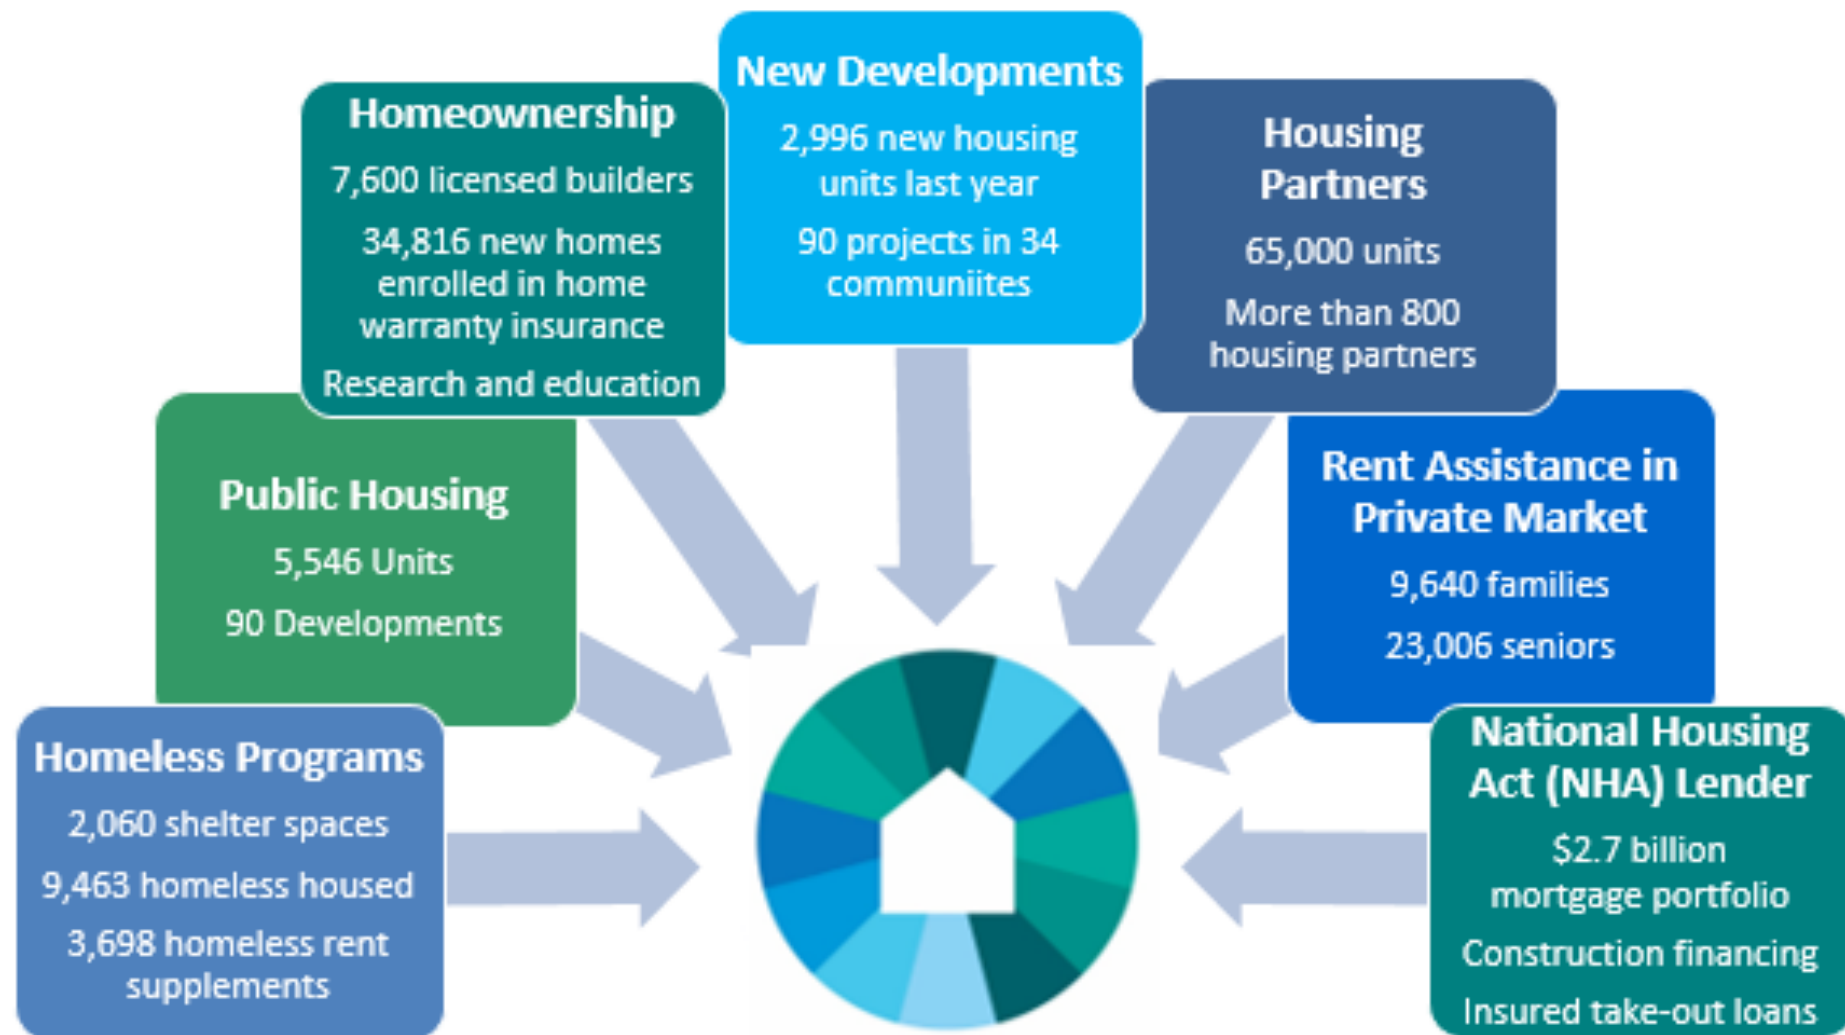 New Developments
2,996 new housing
units last year
90 projects in 34
communiites
Homeownership
7,600 licensed builders
34,816 new homes
enrolled in home
warranty insurance
Research and education
Housing
Partners
65,000 units
More than 800
housing partners
Public Housing
5,546 Units
90 Developments
Rent Assistance in
Private Market
9,640 families
23,006 seniors
Homeless Programs
2,060 shelter spaces
9,463 homeless housed
3,698 homeless rent
supplements
National Housing
Act (NHA) Lender
$2.7 billion
mortgage portfolio
Construction financing
Insured take-out loans